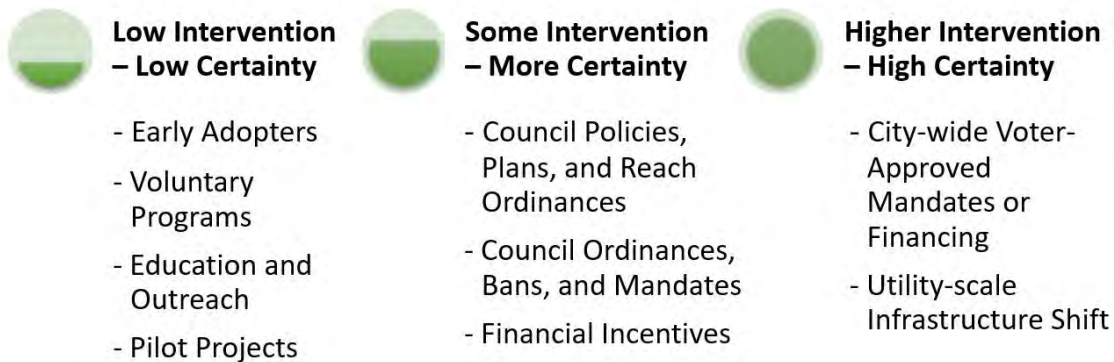 Low Intervention
– Low Certainty
- Early Adopters
- Voluntary
Programs
- Education and
Outreach
- Pilot Projects
Some Intervention
– More Certainty
- Council Policies,
Plans, and Reach
Ordinances
- Council Ordinances,
Bans, and Mandates
- Financial Incentives
Higher Intervention
– High Certainty
- City-wide Voter-
Approved
Mandates or
Financing
- Utility-scale
Infrastructure Shift